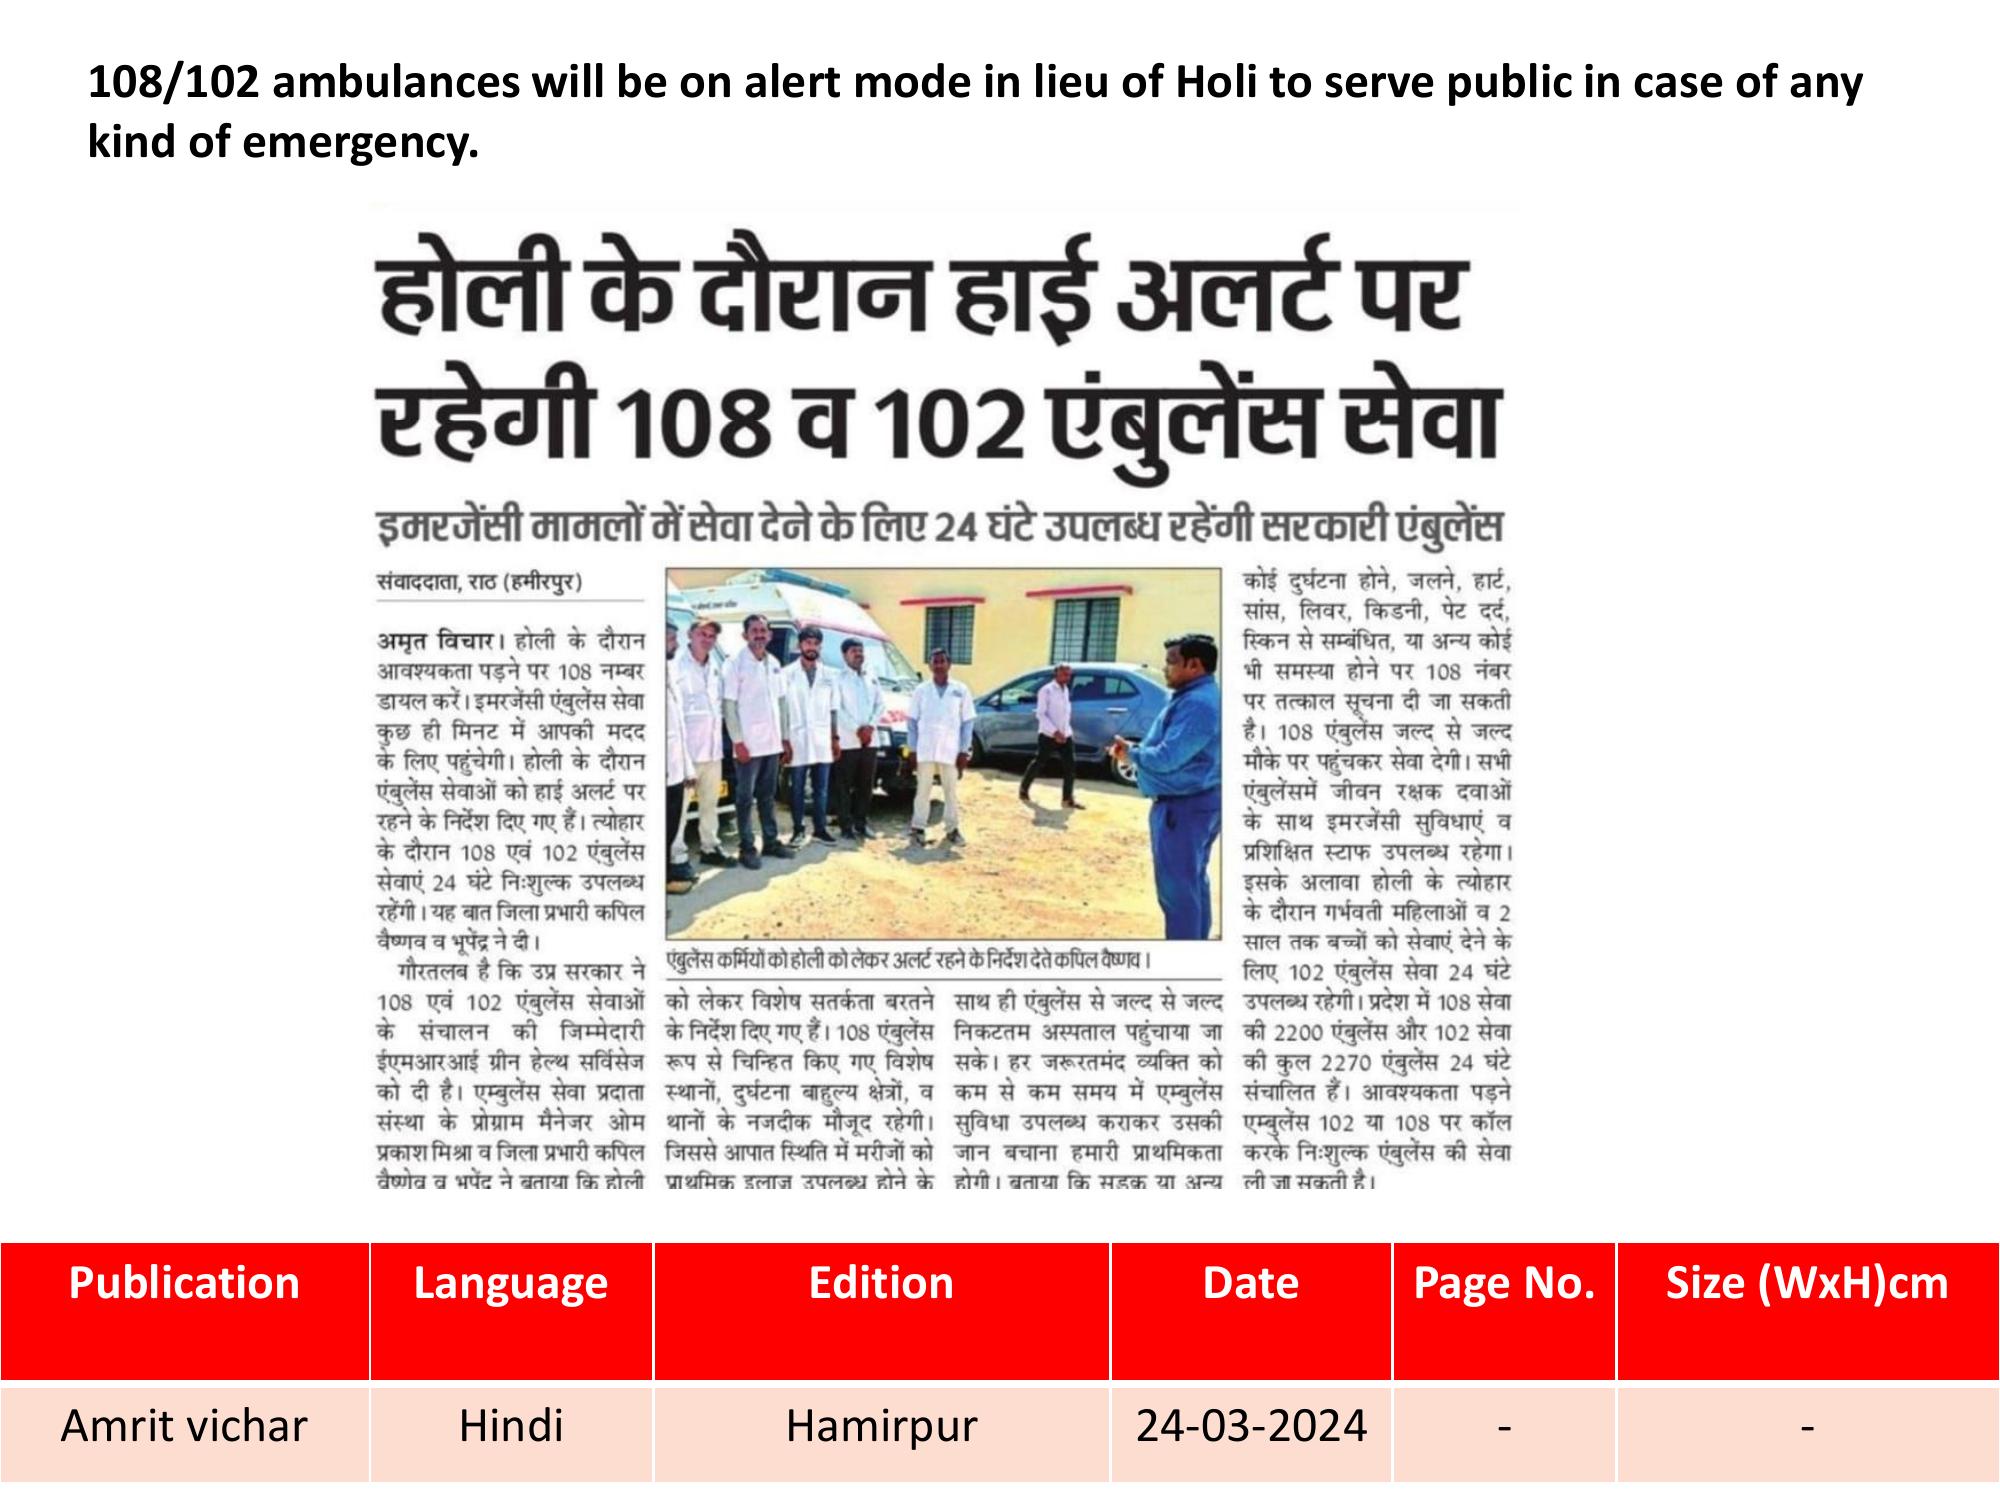 108/102 ambulances will be on alert mode in lieu of Holi to serve public in case of any
kind of emergency.
होली के दौरान हाई अलर्ट पर
रहेगी 108 व 102 एंबुलेंस सेवा
इमरजेंसी मामलों में सेवा देने के लिए 24 घंटे उपलब्ध रहेंगी सरकारी एंबुलेंस
संवाददाता, राठ (हमीरपुर)
अमृत विचार। होली के दौरान
आवश्यकता पड़ने पर 108 नम्बर
डायल करें। इमरजेंसी एंबुलेंस सेवा
कुछ ही मिनट में आपकी मदद
के लिए पहुंचेगी। होली के दौरान
एंबुलेंस सेवाओं को हाई अलर्ट पर
रहने के निर्देश दिए गए हैं। त्योहार
के दौरान 108 एवं 102 एंबुलेंस
सेवाएं 24 घंटे निःशुल्क उपलब्ध
रहेंगी। यह बात जिला प्रभारी कपिल
वैष्णव व भूपेंद्र ने दी।
गौरतलब है कि उप्र सरकार ने
108 एवं 102 एंबुलेंस सेवाओं
के संचालन की जिम्मेदारी
ईएमआरआई ग्रीन हेल्थ सर्विसेज
को दी है। एम्बुलेंस सेवा प्रदाता
संस्था के प्रोग्राम मैनेजर ओम
प्रकाश मिश्रा व जिला प्रभारी कपिल
वैष्णेव व भूपेंद्र ने बताया कि होली
एंबुलेंस कर्मियों को होली को लेकर अलर्ट रहने के निर्देश देते कपिल वैष्णव।
को लेकर विशेष सतर्कता बरतने
के निर्देश दिए गए हैं। 108 एंबुलेंस
रूप से चिन्हित किए गए विशेष
स्थानों, दुर्घटना बाहुल्य क्षेत्रों, व
थानों के नजदीक मौजूद रहेगी।
जिससे आपात स्थिति में मरीजों को
प्राथमिक इलाज उपलब्ध होने के
साथ ही एंबुलेंस से जल्द से जल्द
निकटतम अस्पताल पहुंचाया जा
सके। हर जरूरतमंद व्यक्ति को
कम से कम समय में एम्बुलेंस
सुविधा उपलब्ध कराकर उसकी
जान बचाना हमारी प्राथमिकता
होगी। बताया कि सड़क या अन्य
कोई दुर्घटना होने, जलने, हार्ट,
सांस, लिवर, किडनी, पेट दर्द,
स्किन से सम्बंधित, या अन्य कोई
भी समस्या होने पर 108 नंबर
पर तत्काल सूचना दी जा सकती
है। 108 एंबुलेंस जल्द से जल्द
मौके पर पहुंचकर सेवा देगी। सभी
एंबुलेंसमें जीवन रक्षक दवाओं
के साथ इमरजेंसी सुविधाएं व
प्रशिक्षित स्टाफ उपलब्ध रहेगा।
इसके अलावा होली के त्योहार
के दौरान गर्भवती महिलाओं व 2
साल तक बच्चों को सेवाएं देने के
लिए 102 एंबुलेंस सेवा 24 घंटे
उपलब्ध रहेगी। प्रदेश में 108 सेवा
की 2200 एंबुलेंस और 102 सेवा
की कुल 2270 एंबुलेंस 24 घंटे
संचालित हैं। आवश्यकता पड़ने
एम्बुलेंस 102 या 108 पर कॉल
करके निःशुल्क एंबुलेंस की सेवा
ली जा सकती है।
Publication Language Edition Date Page No. Size (WxH)cm
Amrit vichar Hindi Hamirpur 24-03-2024 - -